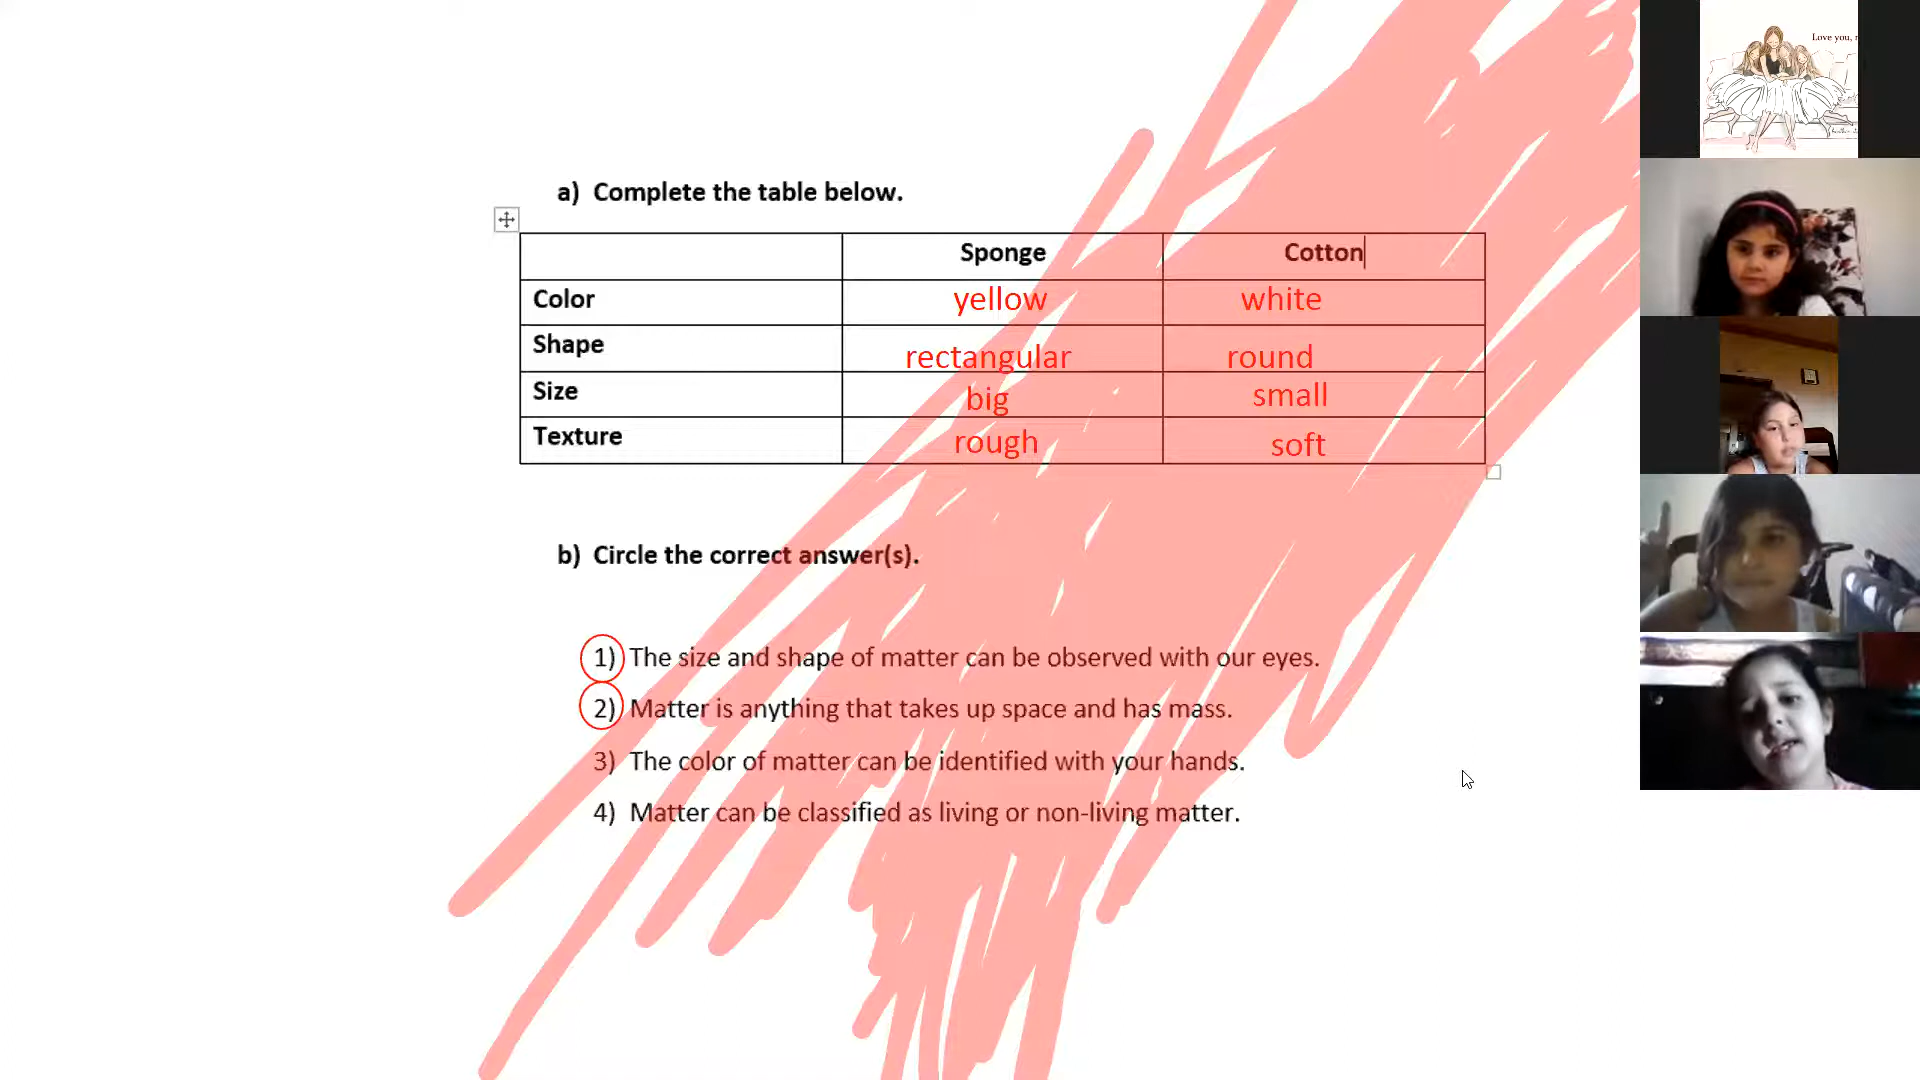 Love you,
a) Complete the table below.
Sponge Cotton
Color yellow white
Shape rectangular round
Size big small
Texture rough soft
b) Circle the correct answer(s).
1) The size and shape of matter can be observed with our eyes.
2) Matter is anything that takes up space and has mass.
3) The color of matter can be identified with your hands.
4) Matter can be classified as living or non-living matter.